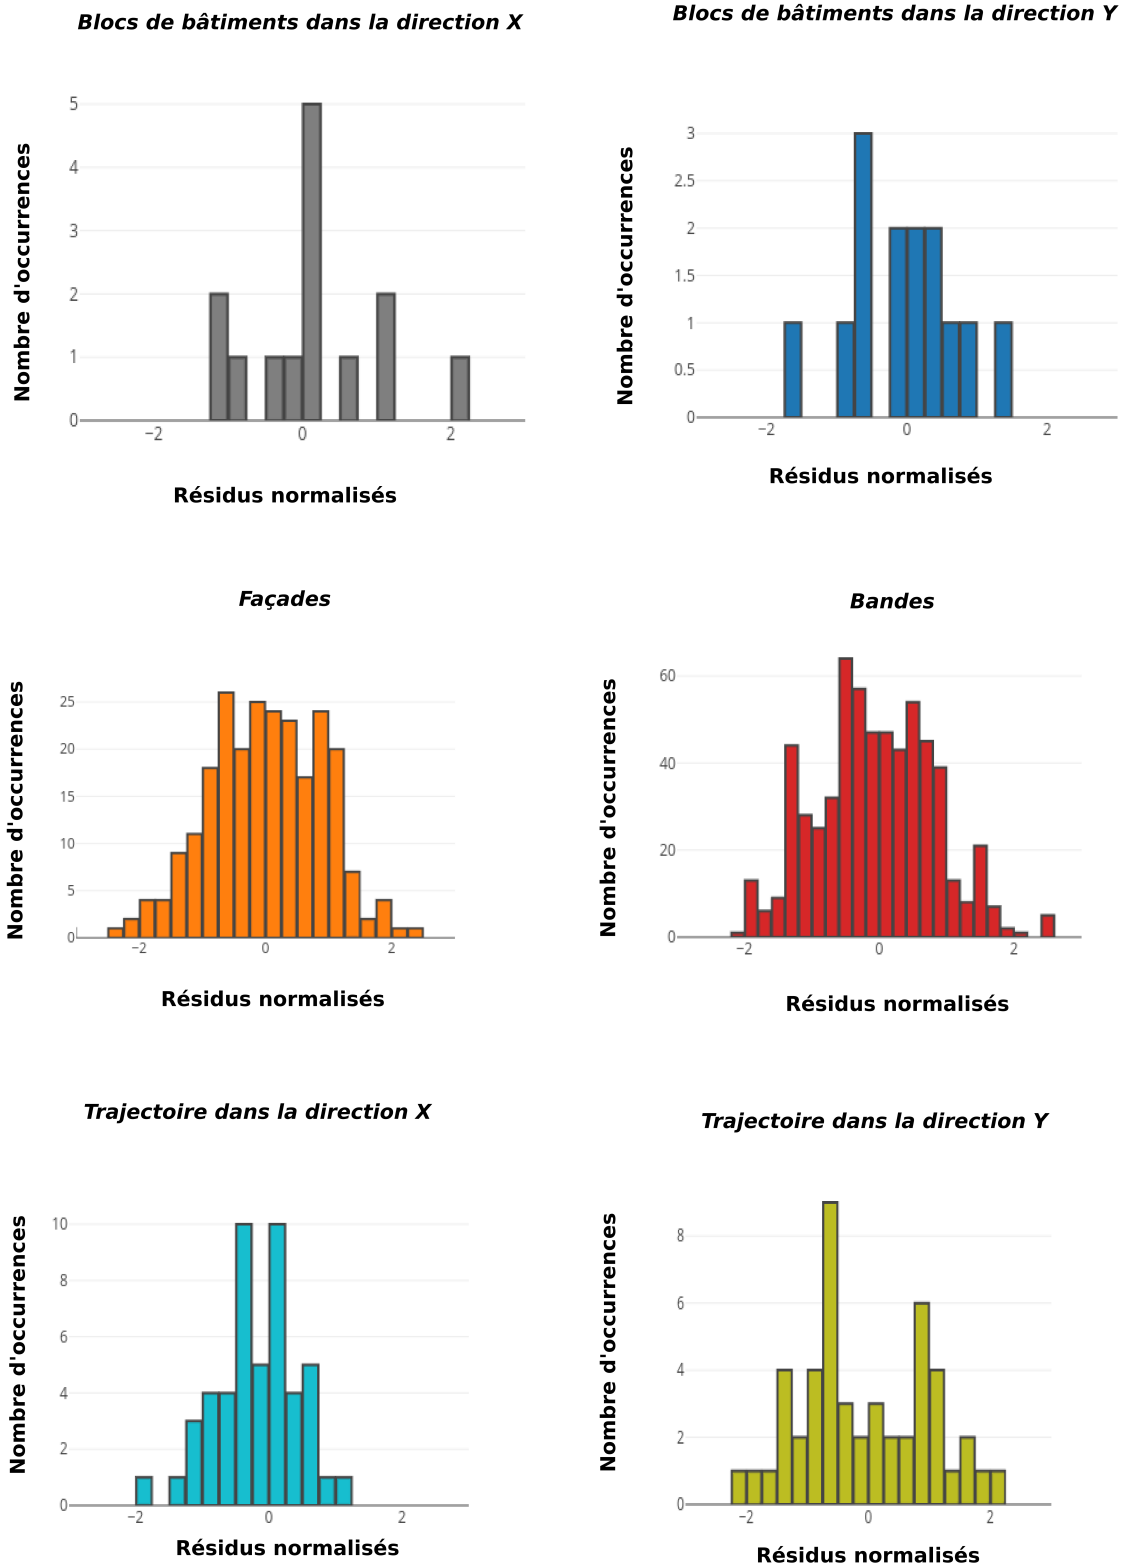 Blocs de bâtiments dans la direction X
Nombre d'occurrences
5
4
3
2
1
0
−2 0 2
Résidus normalisés
Blocs de bâtiments dans la direction Y
Nombre d'occurrences
3
2.5
2
1.5
1
0.5
0
−2 0 2
Résidus normalisés
Façades
Nombre d'occurrences
25
20
15
10
5
0
−2 0 2
Résidus normalisés
Bandes
Nombre d'occurrences
60
40
20
0
−2 0 2
Résidus normalisés
Trajectoire dans la direction X
Nombre d'occurrences
10
8
6
4
2
0
−2 0 2
Résidus normalisés
Trajectoire dans la direction Y
Nombre d'occurrences
8
6
4
2
0
−2 0 2
Résidus normalisés